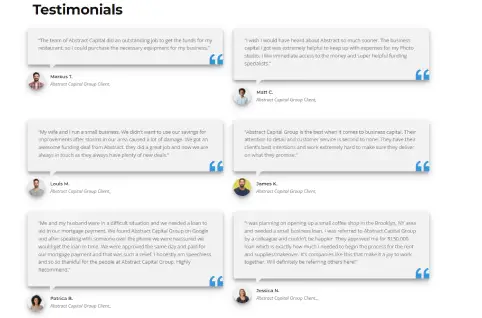 Testimonials
"The team at Abstract Capital did an outstanding job to get the funds for my
restaurant, so I could purchase the necessary equipment for my business."
Marcus T.
Abstract Capital Group Client,
"I wish I would have heard about Abstract so much sooner. The business
capital I got was extremely helpful to keep up with expenses for my Photo
studio. I like immediate access to the money and super helpful funding
specialists."
Matt C.
Abstract Capital Group Client,
"My wife and I run a small business. We didn't want to use our savings for
improvements after storms in our area caused a lot of damage. We got an
awesome funding deal from Abstract, they did a great job and now we are
always in touch as they always have plenty of new deals."
Louis M.
Abstract Capital Group Client,
"Abstract Capital Group is the best when it comes to business capital. Their
attention to detail and customer service is second to none. They have their
client's best intentions and work extremely hard to make sure they deliver
on what they promise."
James K.
Abstract Capital Group Client,
"Me and my husband were in a difficult situation and we needed a loan to
aid in our mortgage payment. We found Abstract Capital Group on Google
and after speaking with someone over the phone we were reassured we
would get the loan in time. We were approved the same day and paid for
our mortgage payment and that was such a relief. I honestly am speechless
and so so thankful for the people at Abstract Capital Group. Highly
Recommend."
Patrica B.
Abstract Capital Group Client,
"I was planning on opening up a small coffee shop in the Brooklyn, NY area
and needed a small business loan. I was referred to Abstract Capital Group
by a colleague and couldn't be happier. They approved me for
loan which is exactly how much I needed to begin the process for the rent
and supplies/makeover. It's companies like this that make it a joy to work
together. Will definitely be referring others here!"
Jessica N.
Abstract Capital Group Client,